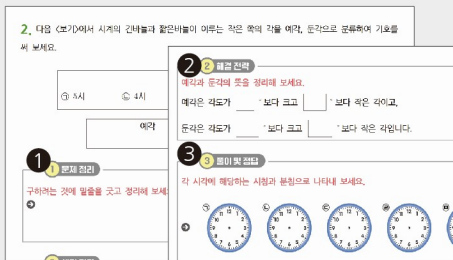 2. 다음 <보기>에서 시계의 긴바늘과 짧은바늘이 이루는 작은 쪽의 각을 예각, 둔각으로 분류하여 기호를
써 보세요.
㉠ 5시 ㉡ 4시
예각
1
1 문제 정리
구하려는 것에 밑줄을 긋고 정리해 보세
2
2 해결 전략
예각과 둔각의 뜻을 정리해 보세요.
예각은 각도가 °보다 크고 °보다 작은 각이고,
둔각은 각도가 °보다 크고 °보다 작은 각입니다.
3
3 풀이 및 정답
각 시각에 해당하는 시침과 분침으로 나타내 보세요.
㉠ ㉡ ㉢ ㉣ ㉤